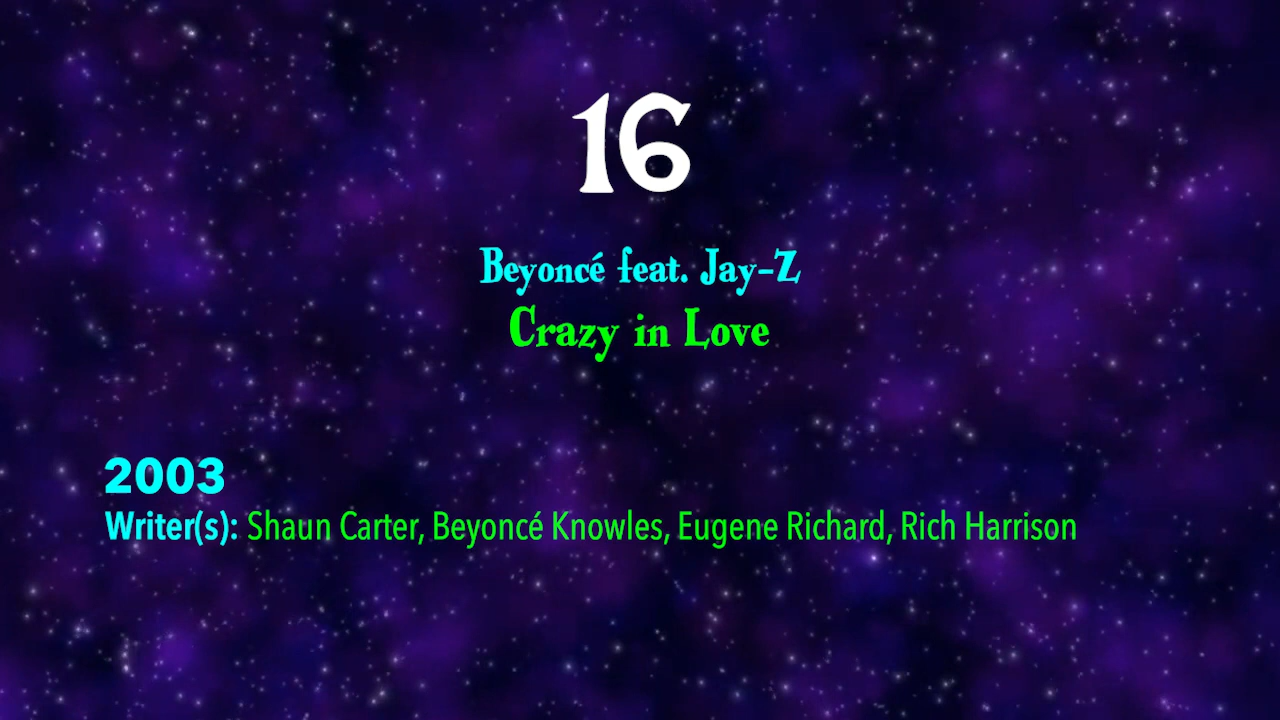 16
Beyoncé feat. Jay-Z
Crazy in Love
2003
Writer(s): Shaun Carter, Beyoncé Knowles, Eugene Richard, Rich Harrison